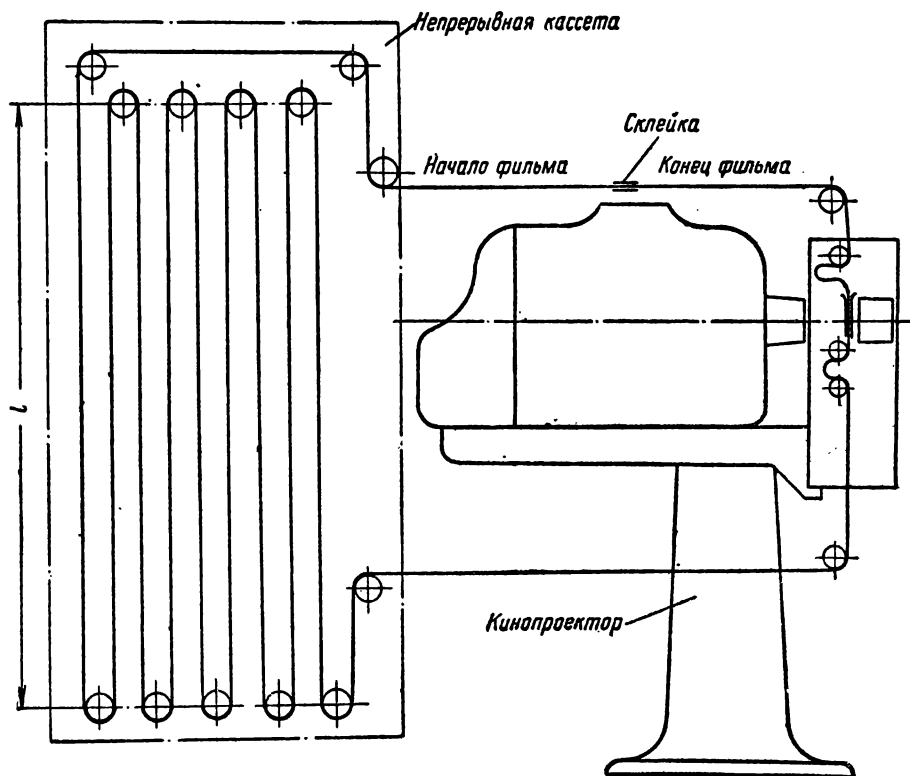 Непрерывная кассета
Склейка
Начало фильма
Конец фильма
l
Кинопроектор